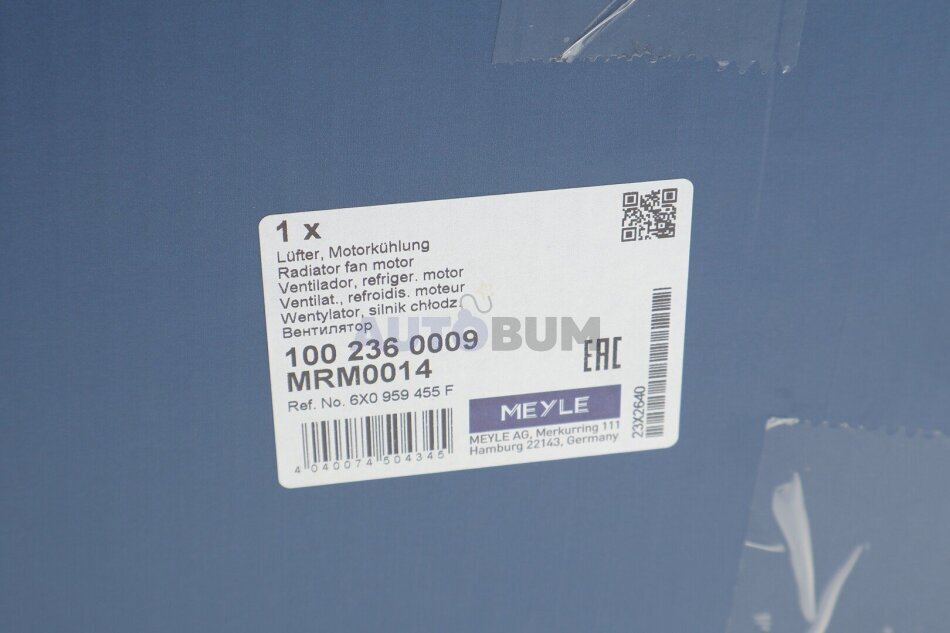 1 x
Lüfter, Motorkühlung
Radiator fan motor
Ventilador, refriger. motor
Ventilat., refroidis. moteur
Wentylator, silnik chłodz.
Вентилятор
AUTOBUM
100 236 0009
MRM0014
Ref. No. 6X0 959 455 F
EAC
MEYLE
MEYLE AG, Merkurring 111
Hamburg 22143, Germany
4 040074 504345
23X2640